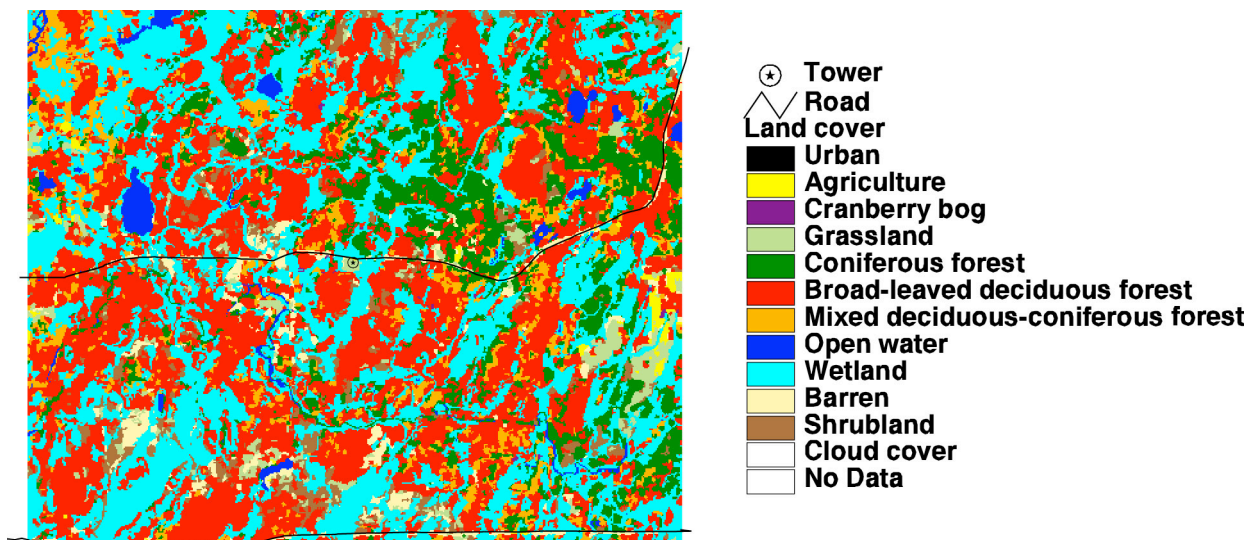 Tower
Road
Land cover
Urban
Agriculture
Cranberry bog
Grassland
Coniferous forest
Broad-leaved deciduous forest
Mixed deciduous-coniferous forest
Open water
Wetland
Barren
Shrubland
Cloud cover
No Data